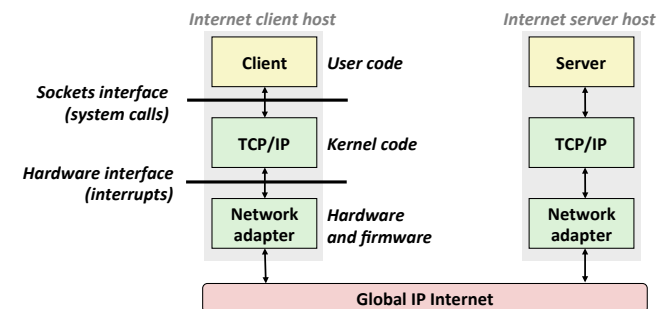 Internet client host
Internet server host
Client
User code
Server
Sockets interface
(system calls)
TCP/IP
Kernel code
TCP/IP
Hardware interface
(interrupts)
Network
adapter
Hardware
and firmware
Network
adapter
Global IP Internet